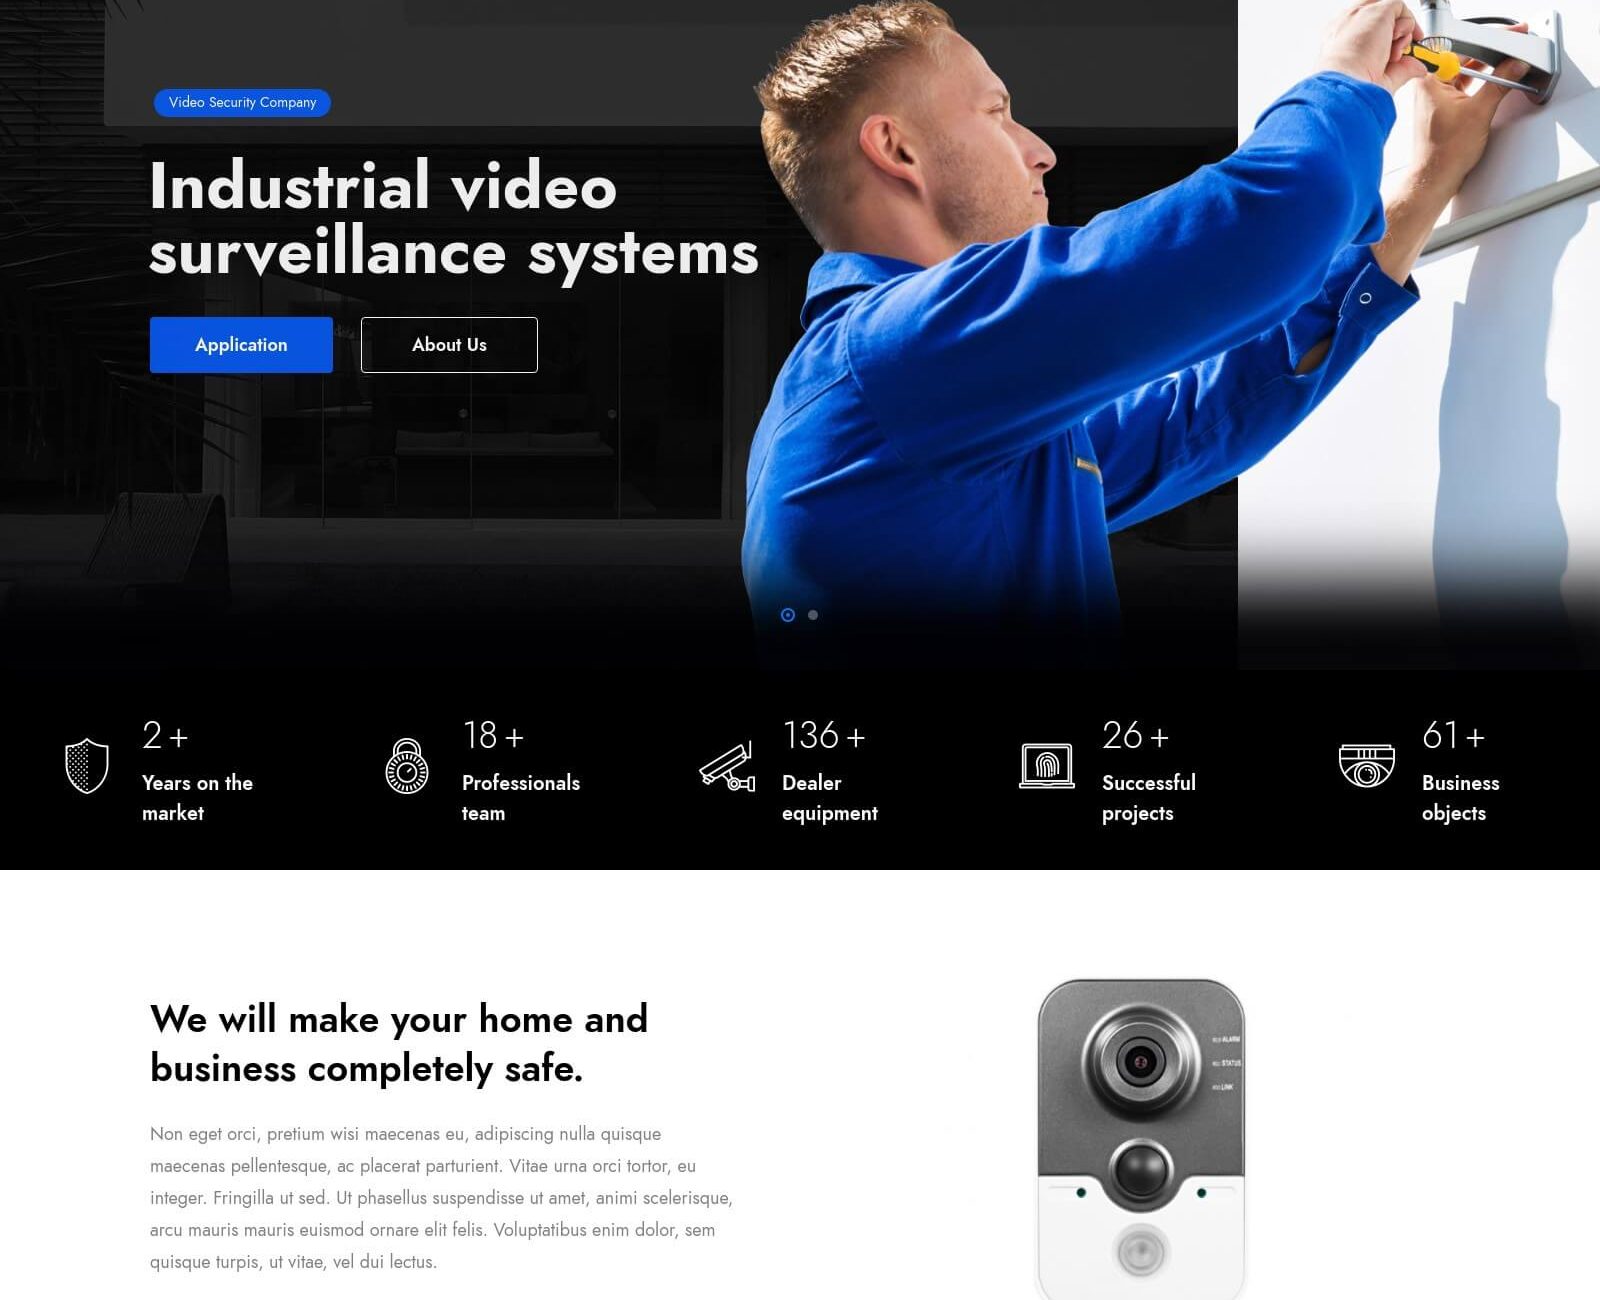 Video Security Company
Industrial video
surveillance systems
Application
About Us
2 +
Years on the
market
18 +
Professionals
team
136 +
Dealer
equipment
26 +
Successful
projects
61 +
Business
objects
We will make your home and
business completely safe.
Non eget orci, pretium wisi maecenas eu, adipiscing nulla quisque
maecenas pellentesque, ac placerat parturient. Vitae urna orci tortor, eu
integer. Fringilla ut sed. Ut phasellus suspendisse ut amet, animi scelerisque,
arcu mauris mauris euismod ornare elit felis. Voluptatibus enim dolor, sem
quisque turpis, ut vitae, vel dui lectus.
ALARM
STATUS
LINK